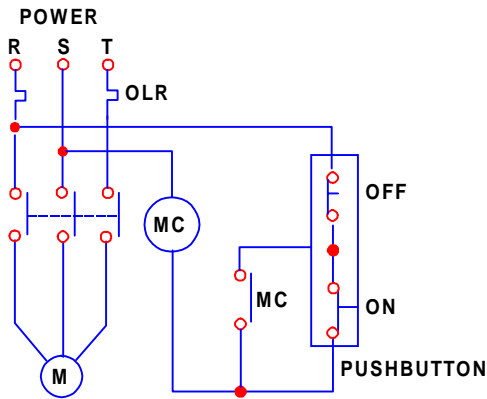 POWER
R S T
OLR
OFF
MC
MC
ON
PUSHBUTTON
M